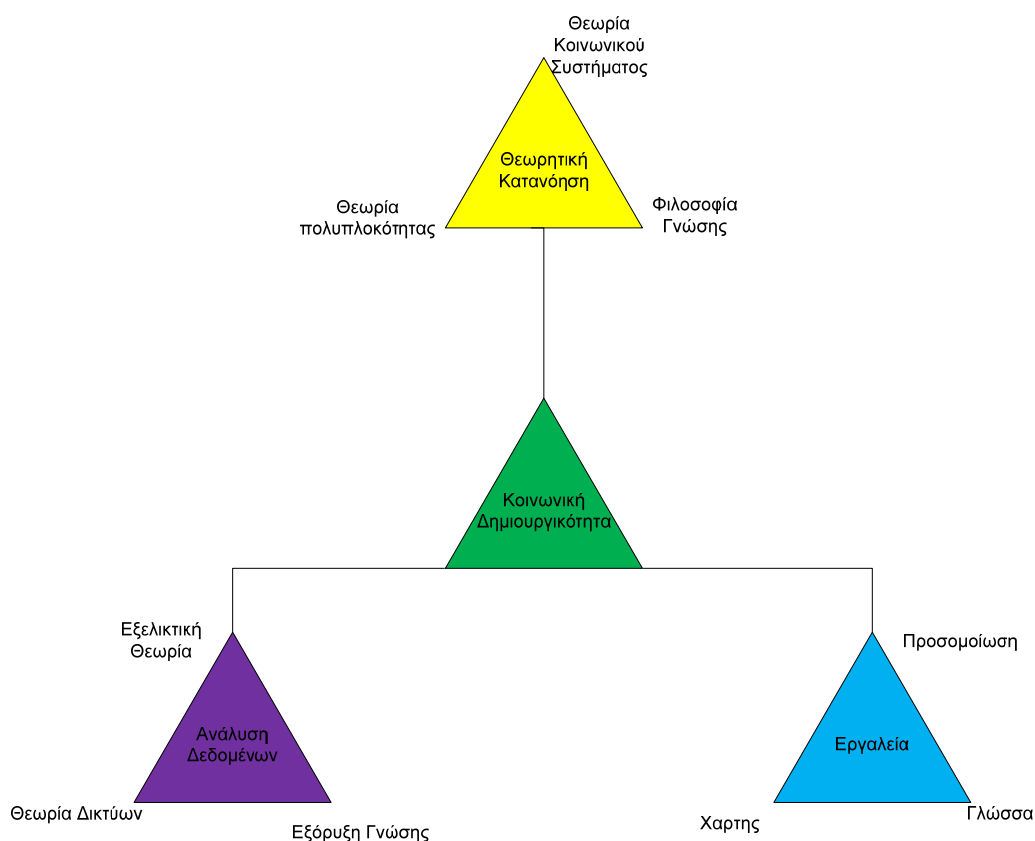 Θεωρία
Κοινωνικού
Συστήματος
Θεωρητική
Κατανόηση
Θεωρία
πολυπλοκότητας
Φιλοσοφία
Γνώσης
Κοινωνική
Δημιουργικότητα
Εξελικτική
Θεωρία
Προσομοίωση
Ανάλυση
Δεδομένων
Εργαλεία
Θεωρία Δικτύων
Εξόρυξη Γνώσης
Χαρτης
Γλώσσα